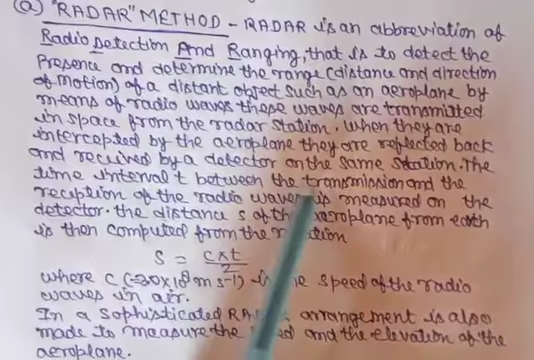 (a) "RADAR" METHOD - RADAR is an abbreviation of
Radio Detection And Ranging, that is to detect the
Presence and determine the range (distance and direction
of motion) of a distant object such as an aeroplane by
means of radio waves these waves are transmitted
in space from the radar station. when they are
intercepted by the aeroplane they are reflected back
and received by a detector on the same station. The
time interval t between the transmission and the
reception of the radio waves is measured on the
detector. the distance s of the aeroplane from earth
is then computed from the
S = c×t/2
where c (=3.0×10⁸ m s⁻¹) is the speed of the radio
waves in air.
In a sophisticated arrangement is also
made to measure the and the elevation of the
aeroplane.